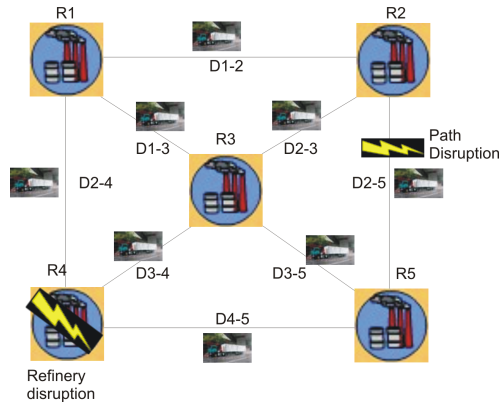 R1
R2
D1-2
D1-3
D2-3
Path
Disruption
R3
D2-4
D2-5
D3-4
D3-5
R4
R5
D4-5
Refinery
disruption